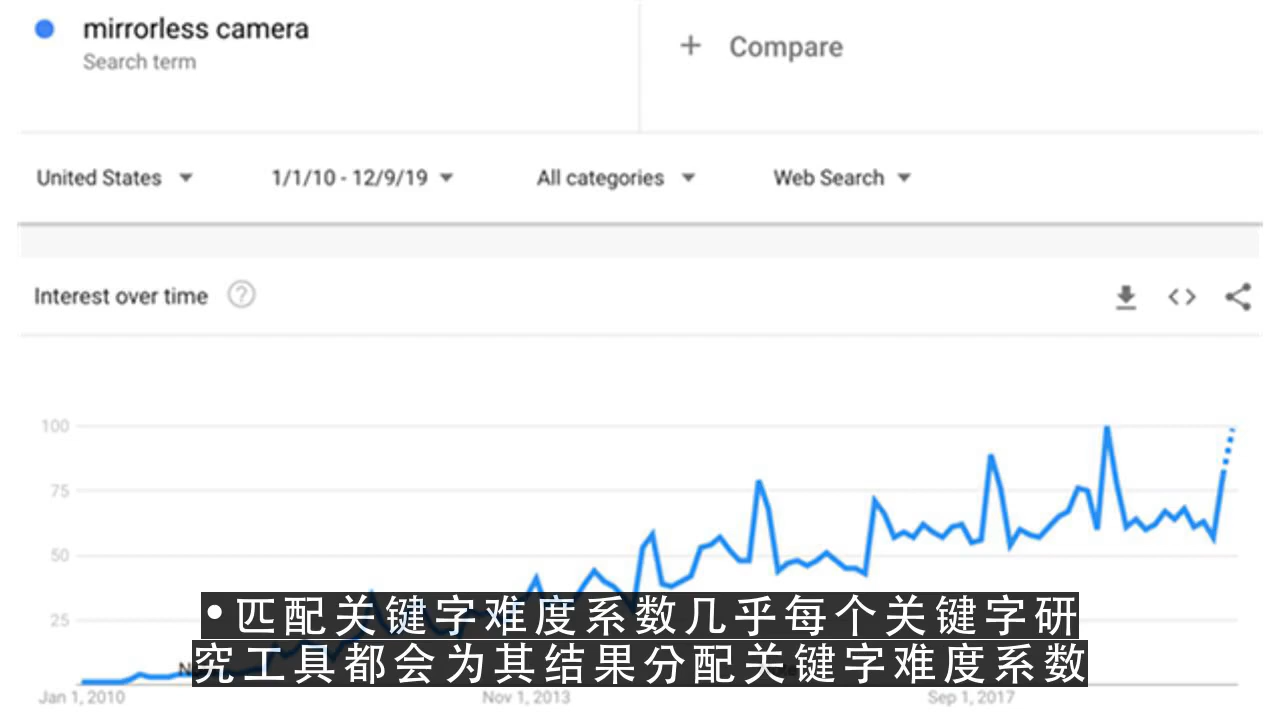 mirrorless camera
Search term
+ Compare
United States
1/1/10 - 12/9/19
All categories
Web Search
Interest over time
100
75
50
25
•匹配关键字难度系数几乎每个关键字研
究工具都会为其结果分配关键字难度系数
Jan 1, 2010
Nov 1, 2013
Sep 1, 2017